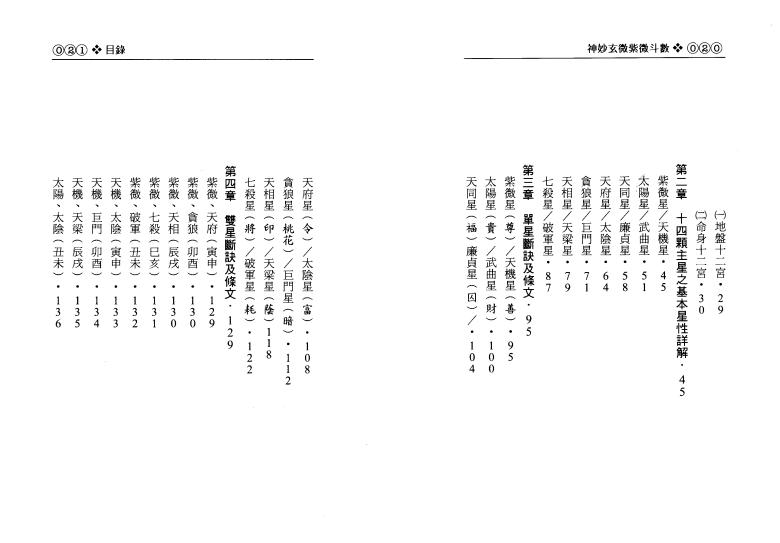 神妙玄微紫微斗數 ❖ ⓪②⓪
㈠地盤十二宮・29
㈡命身十二宮・30
第二章 十四顆主星之基本星性詳解・45
紫微星／天機星・45
太陽星／武曲星・51
天同星／廉貞星・58
天府星／太陰星・64
貪狼星／巨門星・71
天相星／天梁星・79
七殺星／破軍星・87
第三章 單星斷訣及條文・95
紫微星（尊）／天機星（善）・95
太陽星（貴）／武曲星（財）・100
天同星（福）廉貞星（囚）／・104
⓪②① ❖ 目錄
天府星（令）／太陰星（富）・108
貪狼星（桃花）／巨門星（暗）・112
天相星（印）／天梁星（蔭）118
七殺星（將）／破軍星（耗）・122
第四章 雙星斷訣及條文・129
紫微、天府（寅申）・129
紫微、貪狼（卯酉）・130
紫微、天相（辰戌）・130
紫微、七殺（巳亥）・131
紫微、破軍（丑未）・132
天機、太陰（寅申）・133
天機、巨門（卯酉）・134
天機、天梁（辰戌）・135
太陽、太陰（丑未）・136